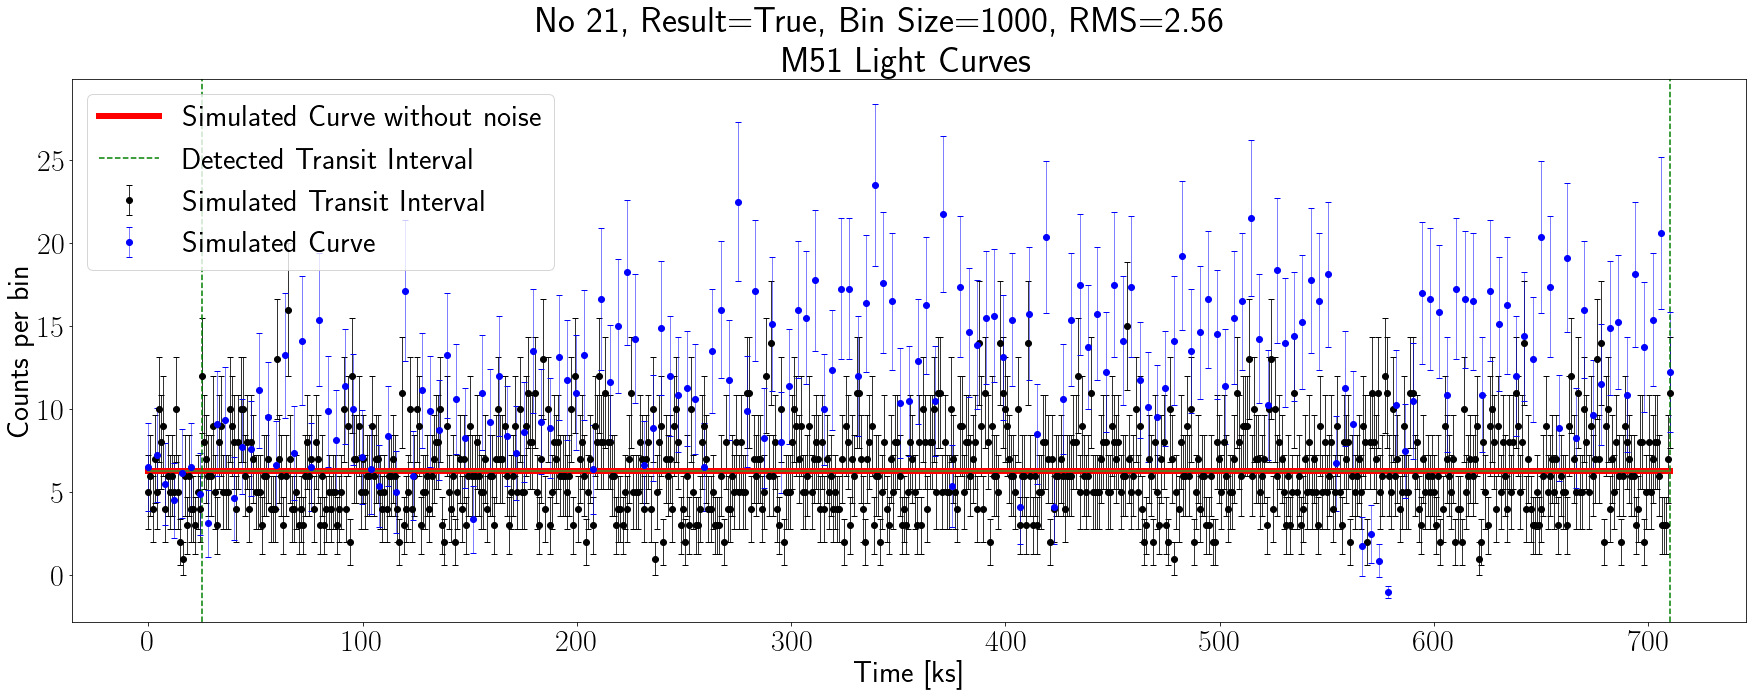 No 21, Result=True, Bin Size=1000, RMS=2.56
M51 Light Curves
Simulated Curve without noise
Detected Transit Interval
Simulated Transit Interval
Simulated Curve
Counts per bin
25
20
15
10
5
0
0 100 200 300 400 500 600 700
Time [ks]